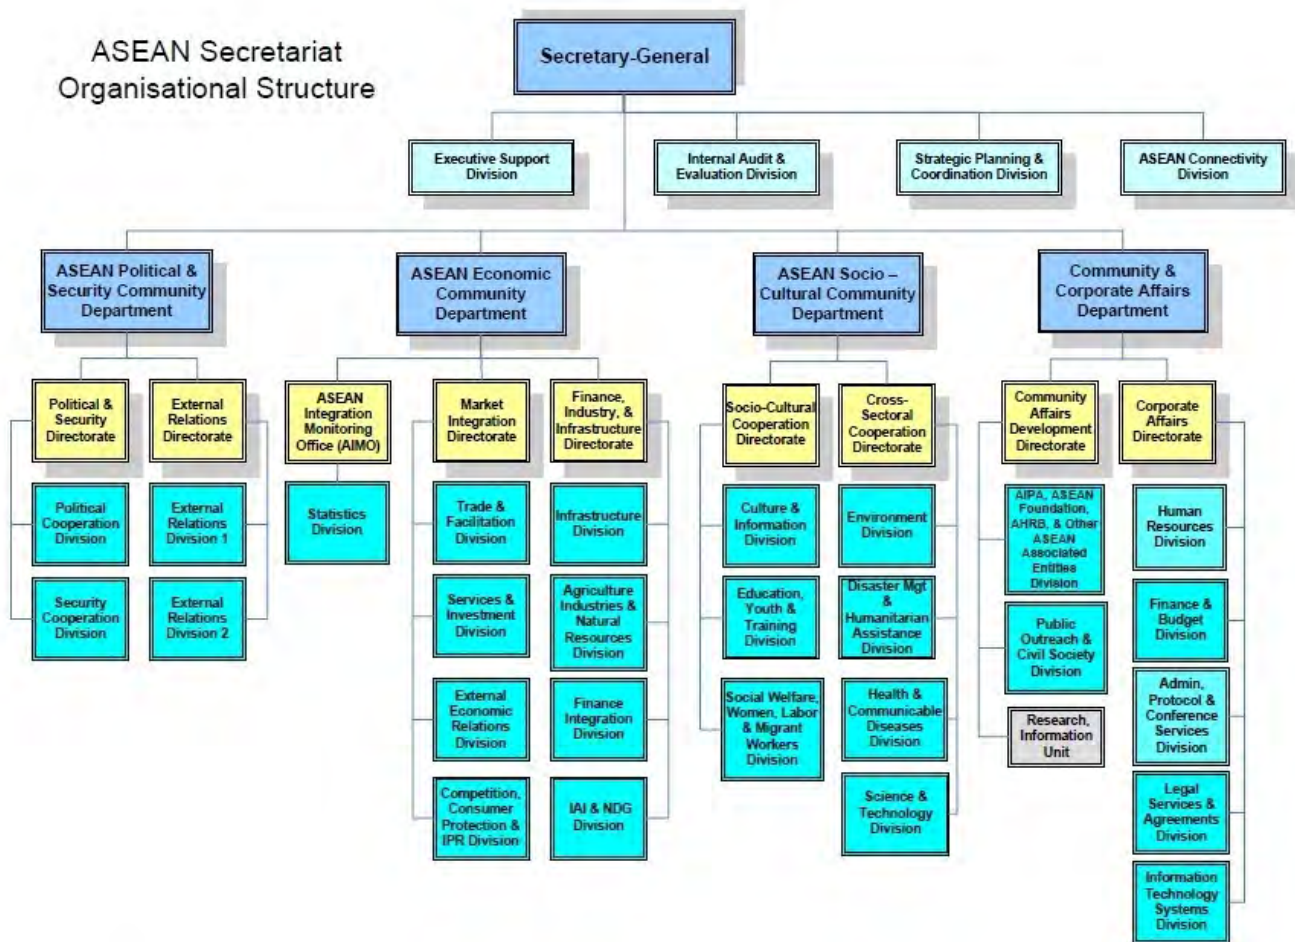 ASEAN Secretariat
Organisational Structure
Secretary-General
Executive Support
Division
Internal Audit &
Evaluation Division
Strategic Planning &
Coordination Division
ASEAN Connectivity
Division
ASEAN Political &
Security Community
Department
ASEAN Economic
Community
Department
ASEAN Socio –
Cultural Community
Department
Community &
Corporate Affairs
Department
Political &
Security
Directorate
External
Relations
Directorate
ASEAN
Integration
Monitoring
Office (AIMO)
Market
Integration
Directorate
Finance,
Industry, &
Infrastructure
Directorate
Socio-Cultural
Cooperation
Directorate
Cross-
Sectoral
Cooperation
Directorate
Community
Affairs
Development
Directorate
Corporate
Affairs
Directorate
Political
Cooperation
Division
External
Relations
Division 1
Statistics
Division
Trade &
Facilitation
Division
Infrastructure
Division
Culture &
Information
Division
Environment
Division
AIPA, ASEAN
Foundation,
AHRB, & Other
ASEAN
Associated
Entities
Division
Human
Resources
Division
Security
Cooperation
Division
External
Relations
Division 2
Services &
Investment
Division
Agriculture
Industries &
Natural
Resources
Division
Education,
Youth &
Training
Division
Disaster Mgt
&
Humanitarian
Assistance
Division
Public
Outreach &
Civil Society
Division
Finance &
Budget
Division
External
Economic
Relations
Division
Finance
Integration
Division
Social Welfare,
Women, Labor
& Migrant
Workers
Division
Health &
Communicable
Diseases
Division
Research,
Information
Unit
Admin,
Protocol &
Conference
Services
Division
Competition,
Consumer
Protection &
IPR Division
IAI & NDG
Division
Science &
Technology
Division
Legal
Services &
Agreements
Division
Information
Technology
Systems
Division